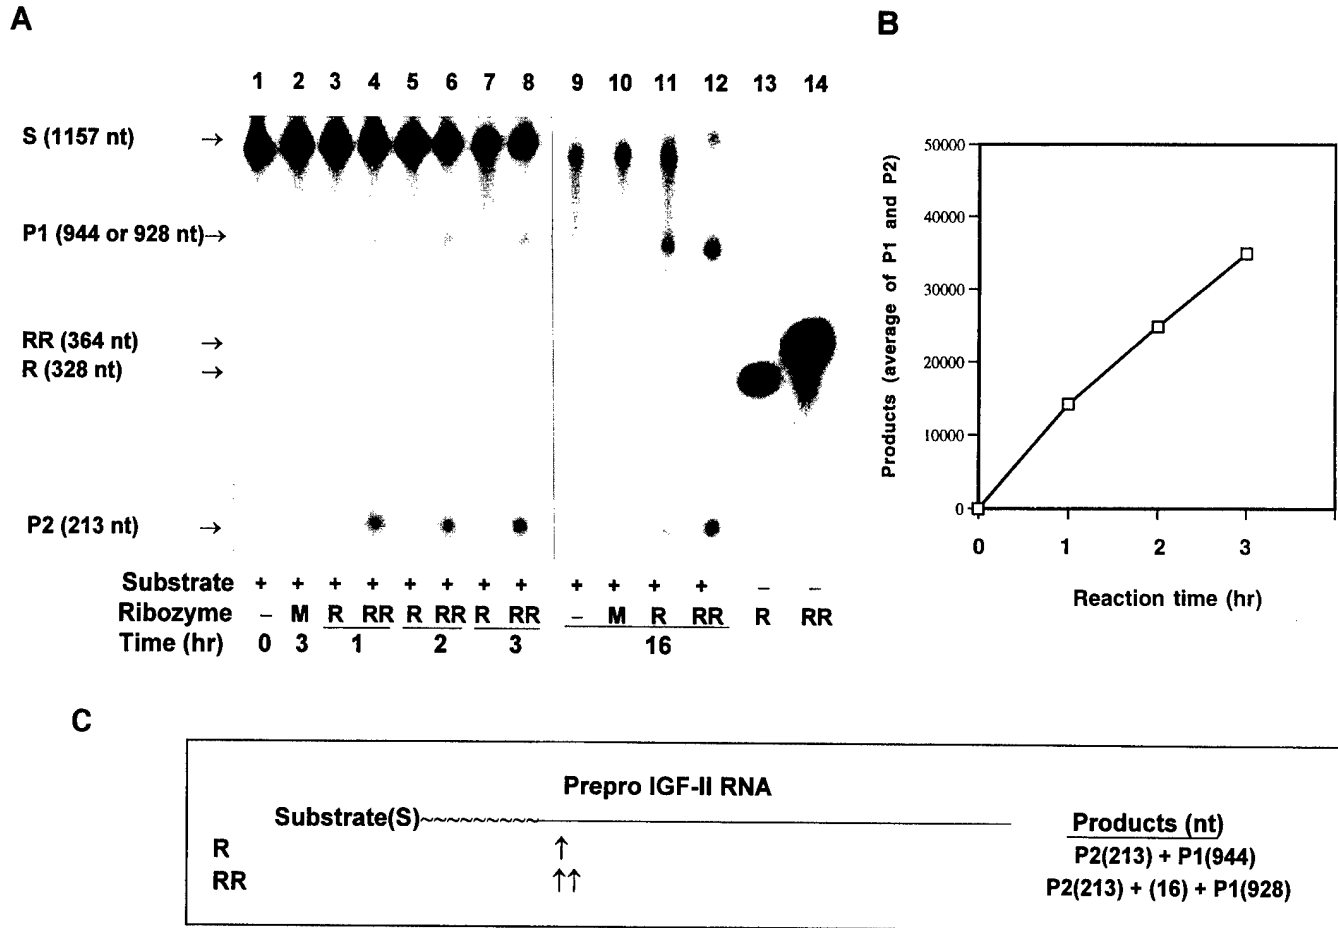 A
1 2 3 4 5 6 7 8 9 10 11 12 13 14
S (1157 nt) →
P1 (944 or 928 nt)→
RR (364 nt) →
R (328 nt) →
P2 (213 nt) →
Substrate + + + + + + + + + + + + – –
Ribozyme – M R RR R RR R RR – M R RR R RR
Time (hr) 0 3 1 2 3 16
B
Products (average of P1 and P2)
50000
40000
30000
20000
10000
0
0 1 2 3
Reaction time (hr)
C
Prepro IGF-II RNA
Substrate(S)~~~~~~~~~
Products (nt)
R ↑ P2(213) + P1(944)
RR ↑↑ P2(213) + (16) + P1(928)